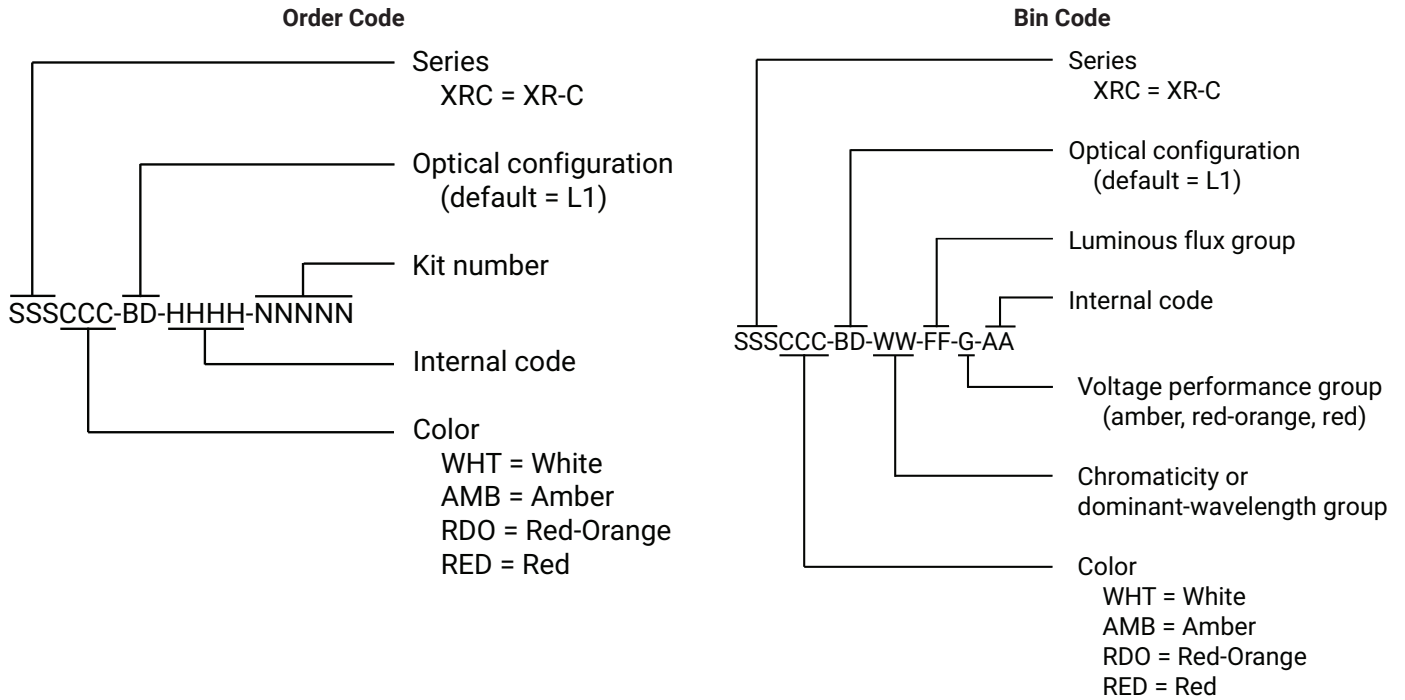 Order Code
Series
XRC = XR-C
Optical configuration
(default = L1)
Kit number
SSSCCC-BD-HHHH-NNNNN
Internal code
Color
WHT = White
AMB = Amber
RDO = Red-Orange
RED = Red
Bin Code
Series
XRC = XR-C
Optical configuration
(default = L1)
Luminous flux group
Internal code
SSSCCC-BD-WW-FF-G-AA
Voltage performance group
(amber, red-orange, red)
Chromaticity or
dominant-wavelength group
Color
WHT = White
AMB = Amber
RDO = Red-Orange
RED = Red